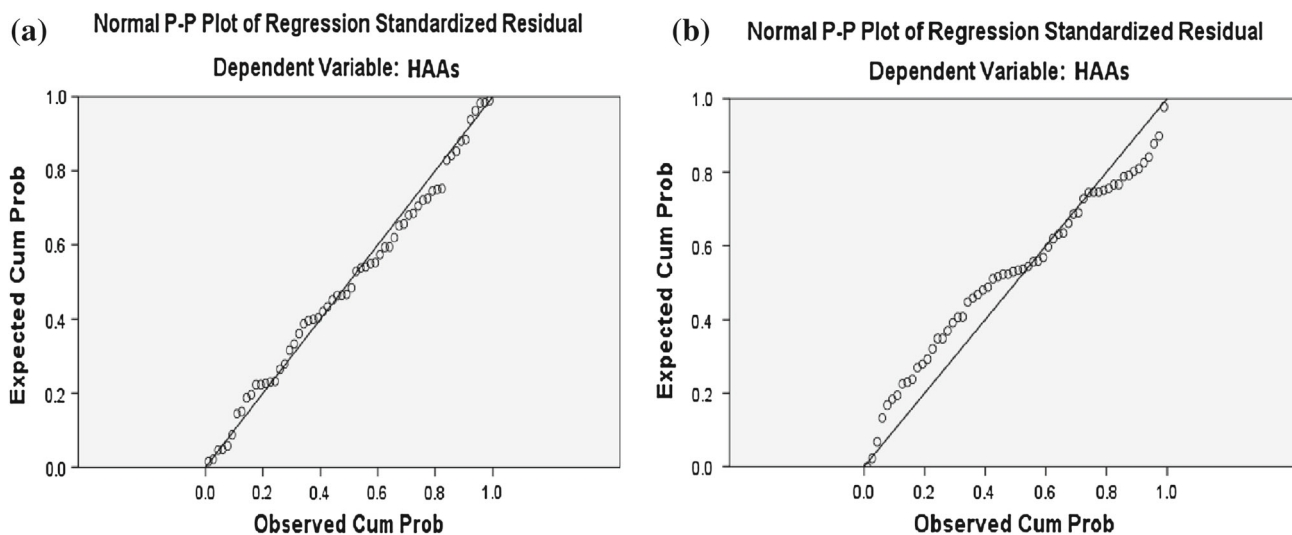 (a)
Normal P-P Plot of Regression Standardized Residual
Dependent Variable: HAAs
Expected Cum Prob
1.0
0.8
0.6
0.4
0.2
0.0
0.0 0.2 0.4 0.6 0.8 1.0
Observed Cum Prob
(b)
Normal P-P Plot of Regression Standardized Residual
Dependent Variable: HAAs
Expected Cum Prob
1.0
0.8
0.6
0.4
0.2
0.0
0.0 0.2 0.4 0.6 0.8 1.0
Observed Cum Prob